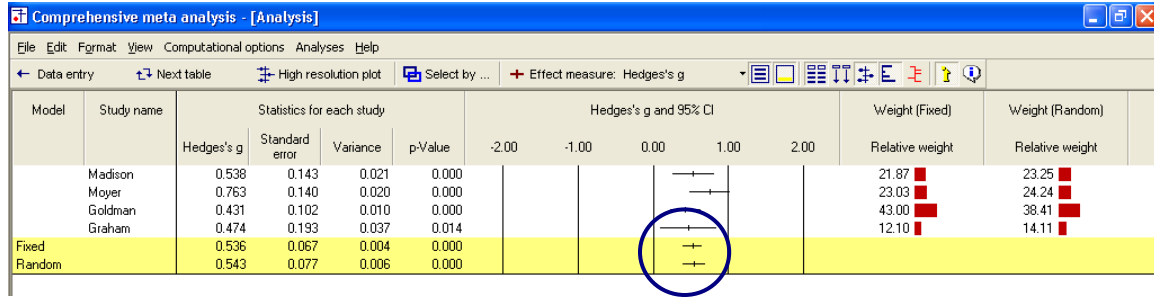 Comprehensive meta analysis - [Analysis]
File Edit Format View Computational options Analyses Help
← Data entry Next table High resolution plot Select by ... Effect measure: Hedges's g
Model Study name Statistics for each study Hedges's g and 95% CI Weight (Fixed) Weight (Random)
Hedges's g Standard error Variance p-Value -2.00 -1.00 0.00 1.00 2.00 Relative weight Relative weight
Madison 0.538 0.143 0.021 0.000 21.87 23.25
Moyer 0.763 0.140 0.020 0.000 23.03 24.24
Goldman 0.431 0.102 0.010 0.000 43.00 38.41
Graham 0.474 0.193 0.037 0.014 12.10 14.11
Fixed 0.536 0.067 0.004 0.000
Random 0.543 0.077 0.006 0.000